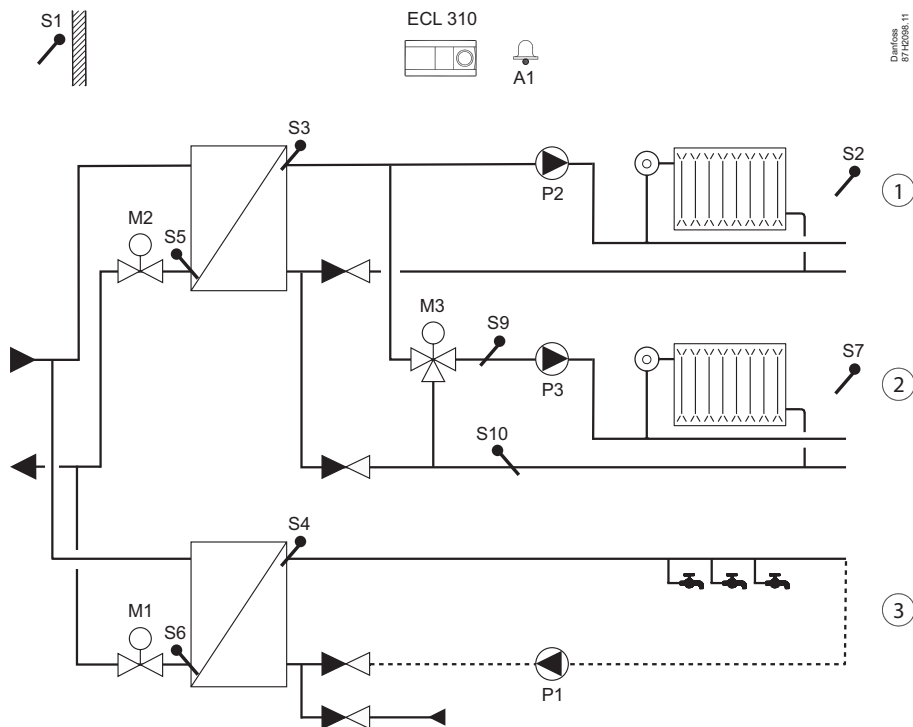 S1
ECL 310
A1
Danfoss
87H2098.11
S3
P2
S2
1
M2
S5
M3
S9
P3
S7
2
S10
S4
M1
S6
P1
3